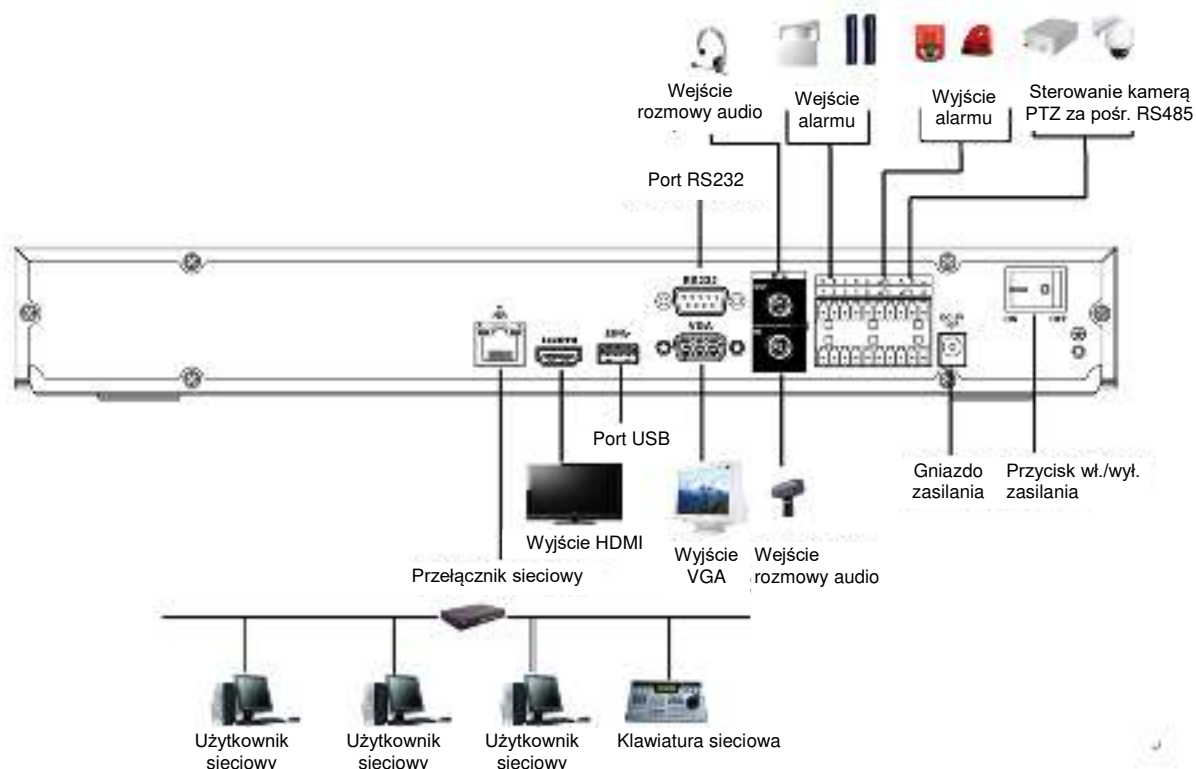 Wejście
rozmowy audio
Wejście
alarmu
Wyjście
alarmu
Sterowanie kamerą
PTZ za pośr. RS485
Port RS232
RS232
VGA
Port USB
Wyjście HDMI
Wyjście
VGA
Wejście
rozmowy audio
Gniazdo
zasilania
Przycisk wł./wył.
zasilania
Przełącznik sieciowy
Użytkownik
sieciowy
Użytkownik
sieciowy
Użytkownik
sieciowy
Klawiatura sieciowa